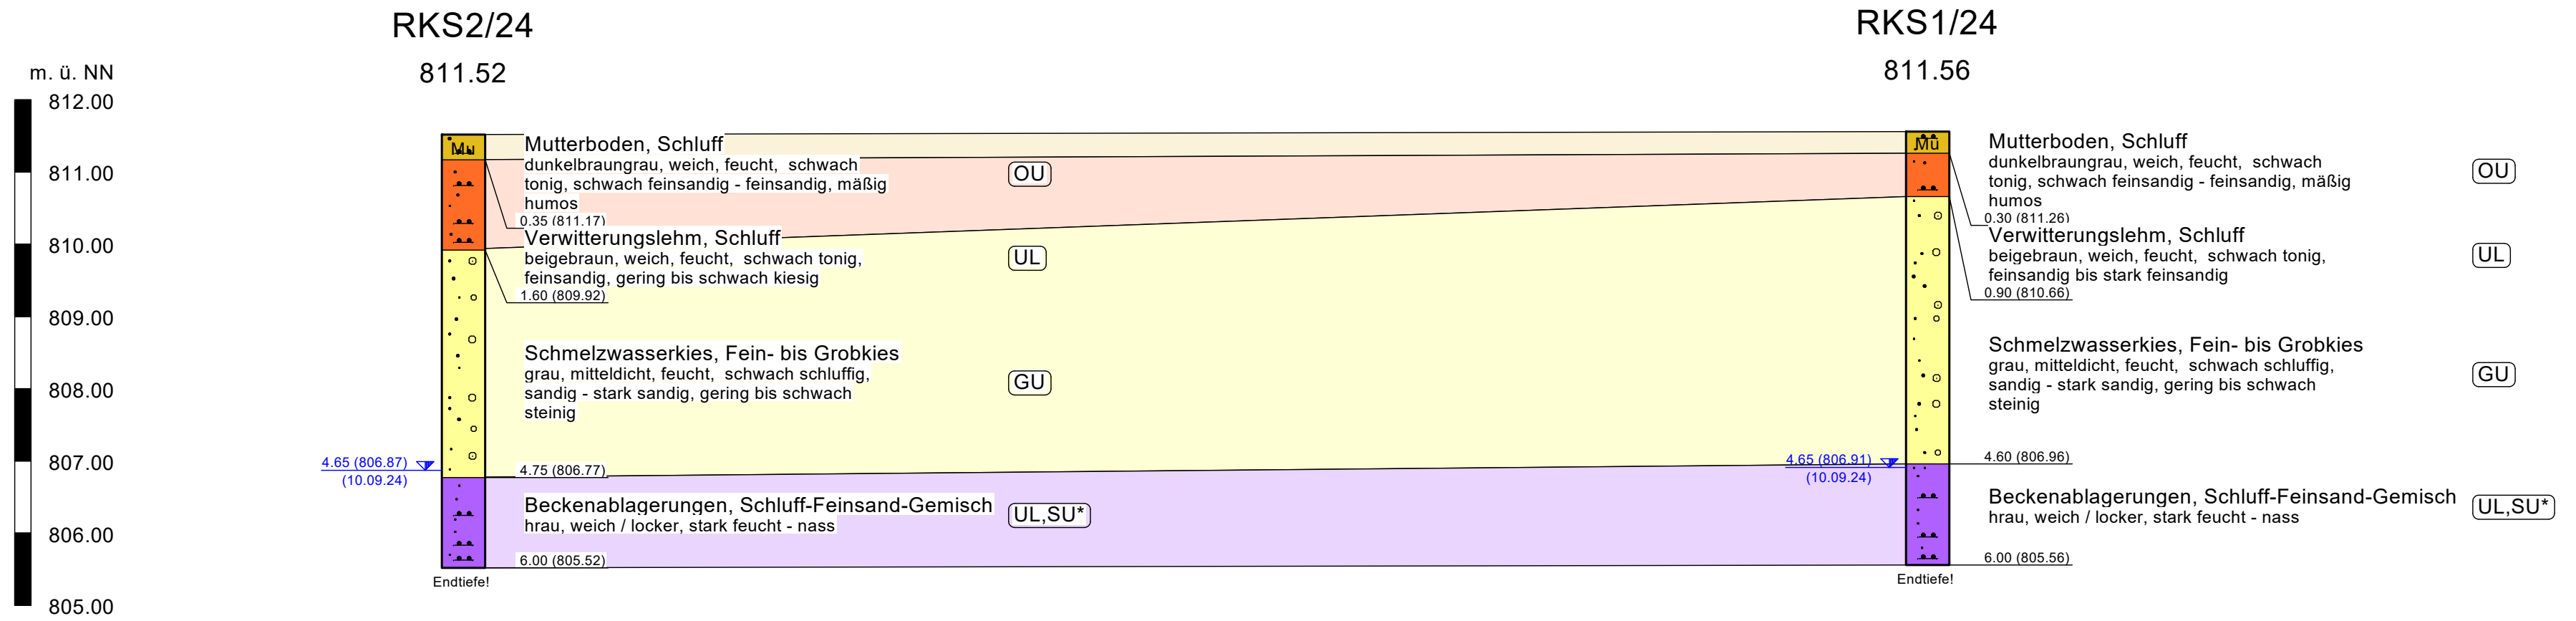 RKS2/24
811.52
RKS1/24
811.56
m. ü. NN
812.00
811.00
810.00
809.00
808.00
807.00
806.00
805.00
Mu
Mutterboden, Schluff
dunkelbraungrau, weich, feucht,  schwach
tonig, schwach feinsandig - feinsandig, mäßig
humos
0.35 (811.17)
OU
Verwitterungslehm, Schluff
beigebraun, weich, feucht,  schwach tonig,
feinsandig, gering bis schwach kiesig
1.60 (809.92)
UL
Schmelzwasserkies, Fein- bis Grobkies
grau, mitteldicht, feucht,  schwach schluffig,
sandig - stark sandig, gering bis schwach
steinig
GU
4.65 (806.87)
(10.09.24)
4.75 (806.77)
Beckenablagerungen, Schluff-Feinsand-Gemisch
hrau, weich / locker, stark feucht - nass
UL,SU*
6.00 (805.52)
Endtiefe!
Mu
Mutterboden, Schluff
dunkelbraungrau, weich, feucht,  schwach
tonig, schwach feinsandig - feinsandig, mäßig
humos
0.30 (811.26)
OU
Verwitterungslehm, Schluff
beigebraun, weich, feucht,  schwach tonig,
feinsandig bis stark feinsandig
0.90 (810.66)
UL
Schmelzwasserkies, Fein- bis Grobkies
grau, mitteldicht, feucht,  schwach schluffig,
sandig - stark sandig, gering bis schwach
steinig
GU
4.65 (806.91)
(10.09.24)
4.60 (806.96)
Beckenablagerungen, Schluff-Feinsand-Gemisch
hrau, weich / locker, stark feucht - nass
UL,SU*
6.00 (805.56)
Endtiefe!